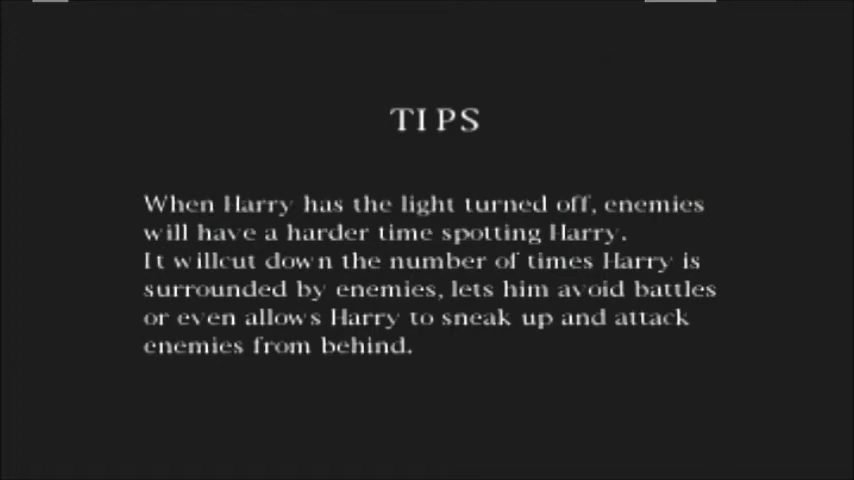 TIPS
When Harry has the light turned off, enemies
will have a harder time spotting Harry.
It willcut down the number of times Harry is
surrounded by enemies, lets him avoid battles
or even allows Harry to sneak up and attack
enemies from behind.